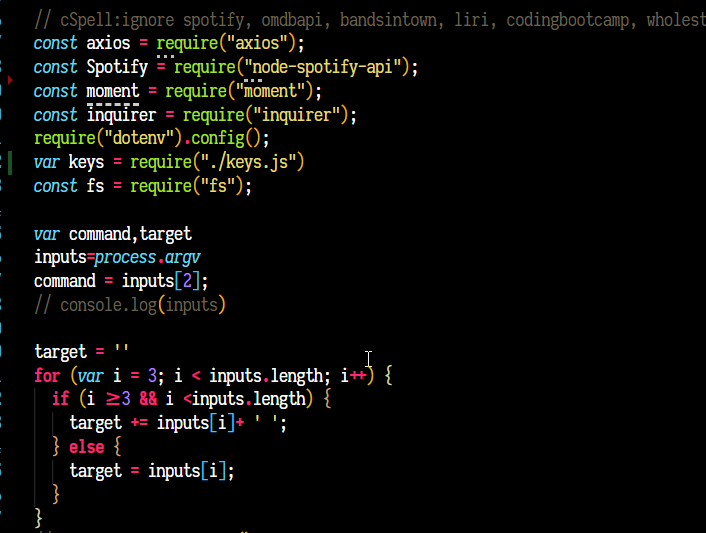 // cSpell:ignore spotify, omdbapi, bandsintown, liri, codingbootcamp, wholest
const axios = require("axios");
const Spotify = require("node-spotify-api");
const moment = require("moment");
const inquirer = require("inquirer");
require("dotenv").config();
var keys = require("./keys.js")
const fs = require("fs");
var command,target
inputs=process.argv
command = inputs[2];
// console.log(inputs)
target = ''
for (var i = 3; i < inputs.length; i++) {
if (i ≥3 && i <inputs.length) {
target += inputs[i]+ ' ';
} else {
target = inputs[i];
}
}